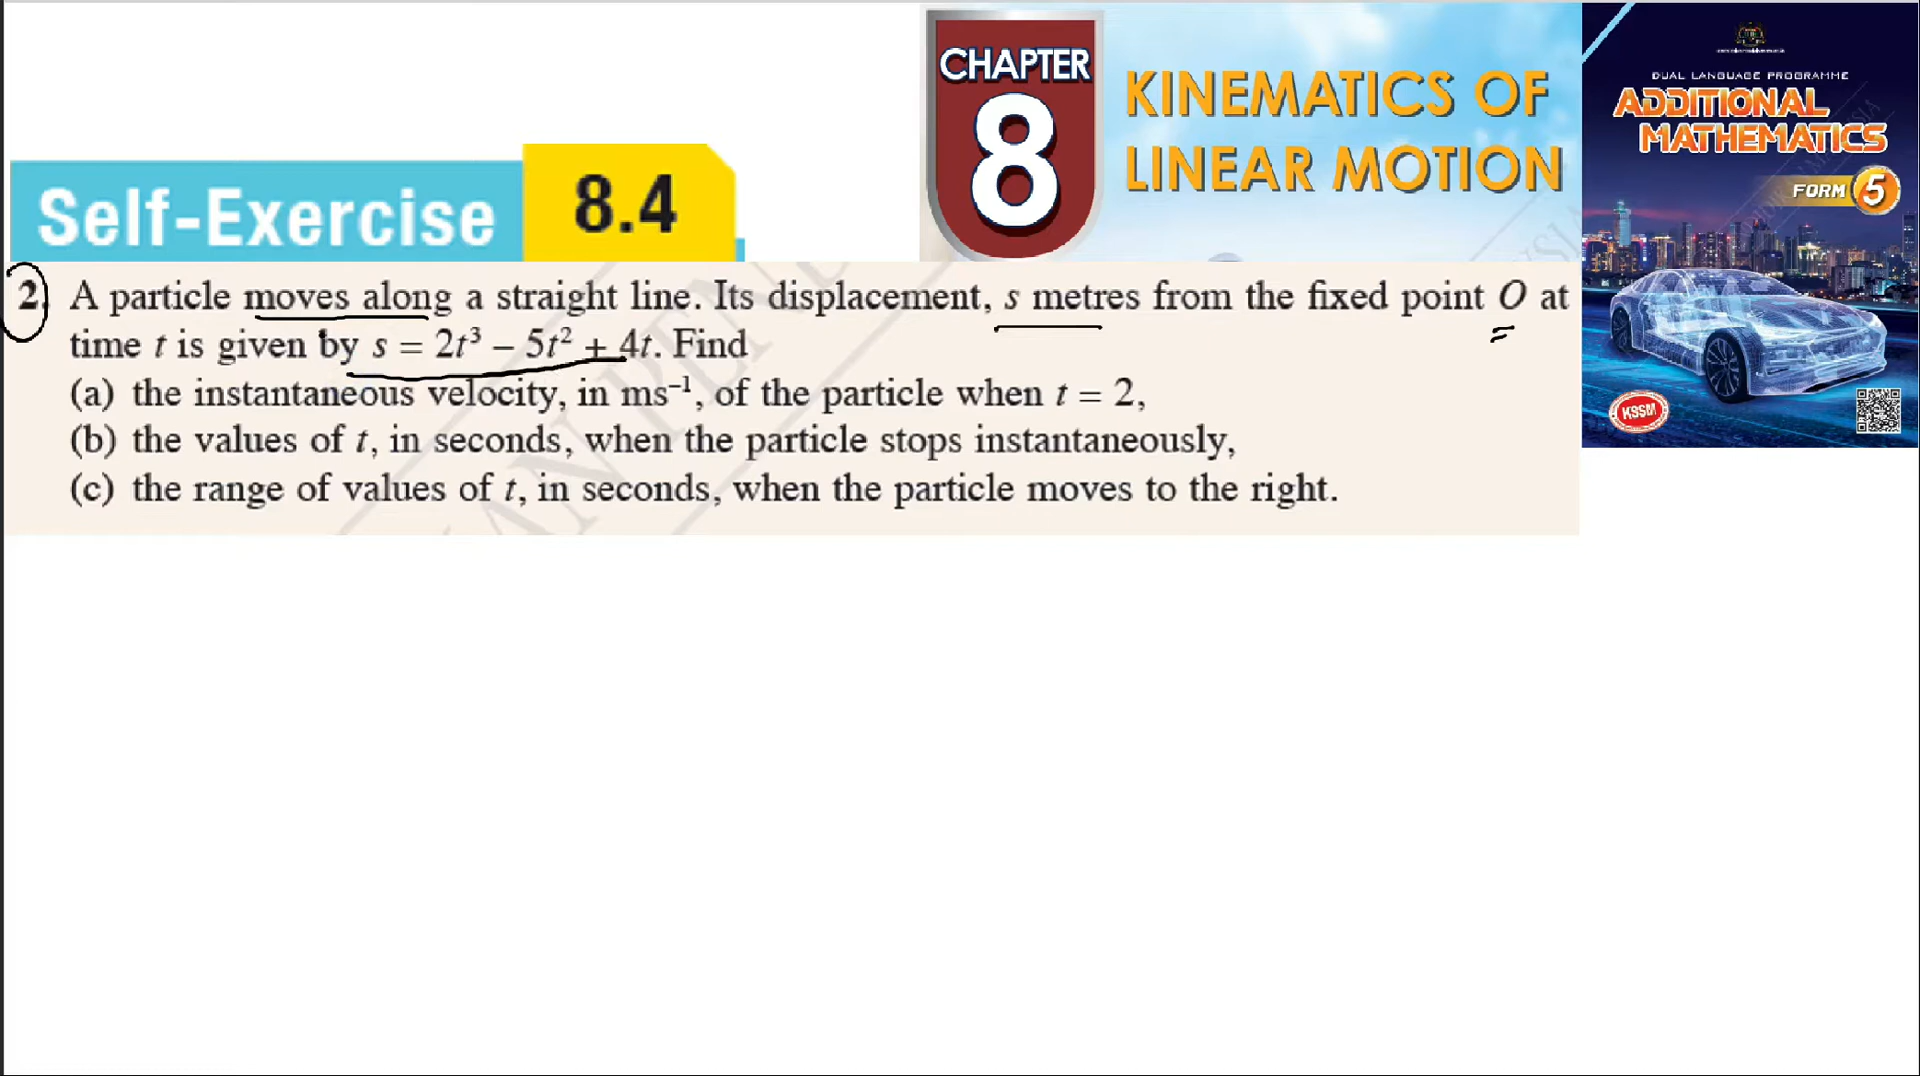 CHAPTER
8
KINEMATICS OF
LINEAR MOTION
DUAL LANGUAGE PROGRAMME
ADDITIONAL
MATHEMATICS
FORM 5
KSSM
Self-Exercise 8.4
2. A particle moves along a straight line. Its displacement, s metres from the fixed point O at
time t is given by s = 2t³ – 5t² + 4t. Find
(a) the instantaneous velocity, in ms⁻¹, of the particle when t = 2,
(b) the values of t, in seconds, when the particle stops instantaneously,
(c) the range of values of t, in seconds, when the particle moves to the right.